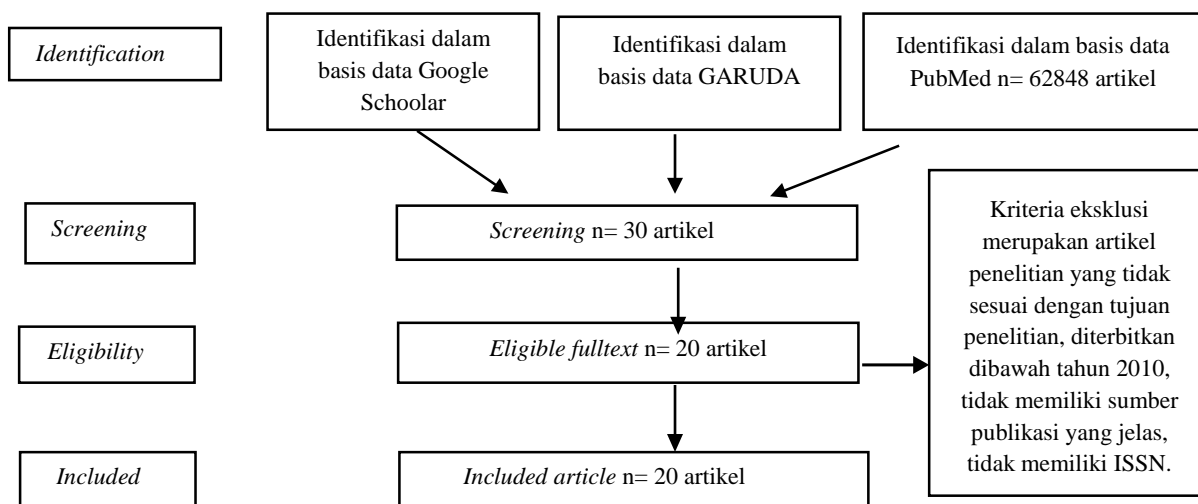 Identification
Identifikasi dalam
basis data Google
Schoolar
Identifikasi dalam
basis data GARUDA
Identifikasi dalam basis data
PubMed n= 62848 artikel
Screening
Screening n= 30 artikel
Eligibility
Eligible fulltext n= 20 artikel
Kriteria eksklusi
merupakan artikel
penelitian yang tidak
sesuai dengan tujuan
penelitian, diterbitkan
dibawah tahun 2010,
tidak memiliki sumber
publikasi yang jelas,
tidak memiliki ISSN.
Included
Included article n= 20 artikel